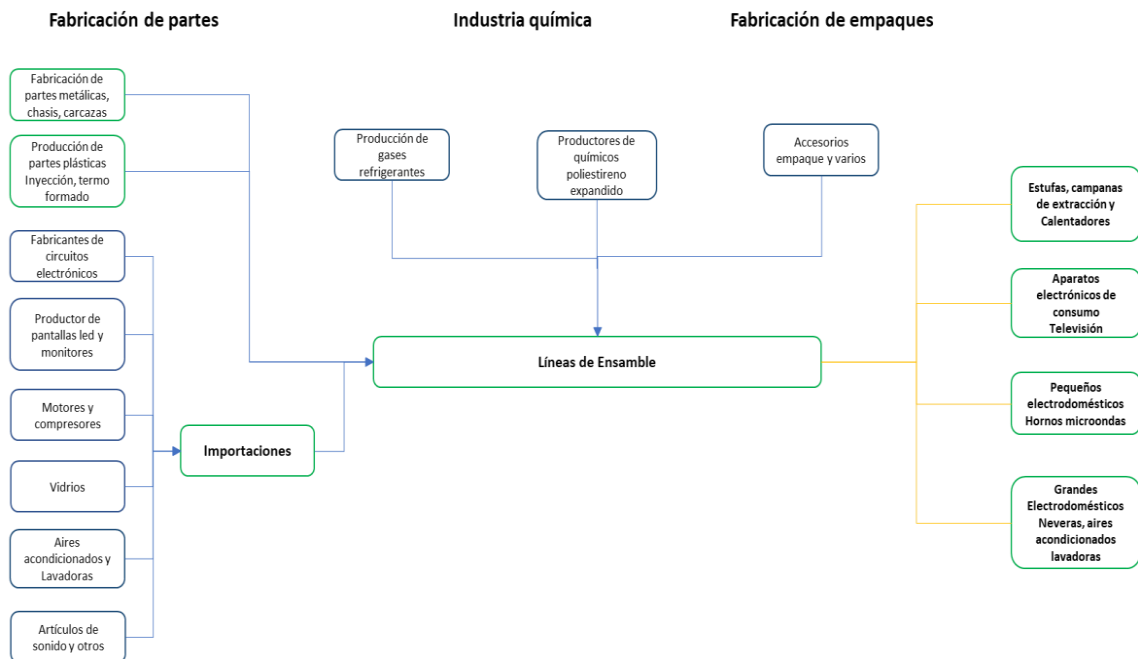 Fabricación de partes
Industria química
Fabricación de empaques
Fabricación de
partes metálicas,
chasis, carcazas
Producción de
partes plásticas
Inyección, termo
formado
Fabricantes de
circuitos
electrónicos
Productor de
pantallas led y
monitores
Motores y
compresores
Vidrios
Aires
acondicionados y
Lavadoras
Artículos de
sonido y otros
Importaciones
Producción de
gases
refrigerantes
Productores de
químicos
poliestireno
expandido
Accesorios
empaque y varios
Líneas de Ensamble
Estufas, campanas
de extracción y
Calentadores
Aparatos
electrónicos de
consumo
Televisión
Pequeños
electrodomésticos
Hornos microondas
Grandes
Electrodomésticos
Neveras, aires
acondicionados
lavadoras